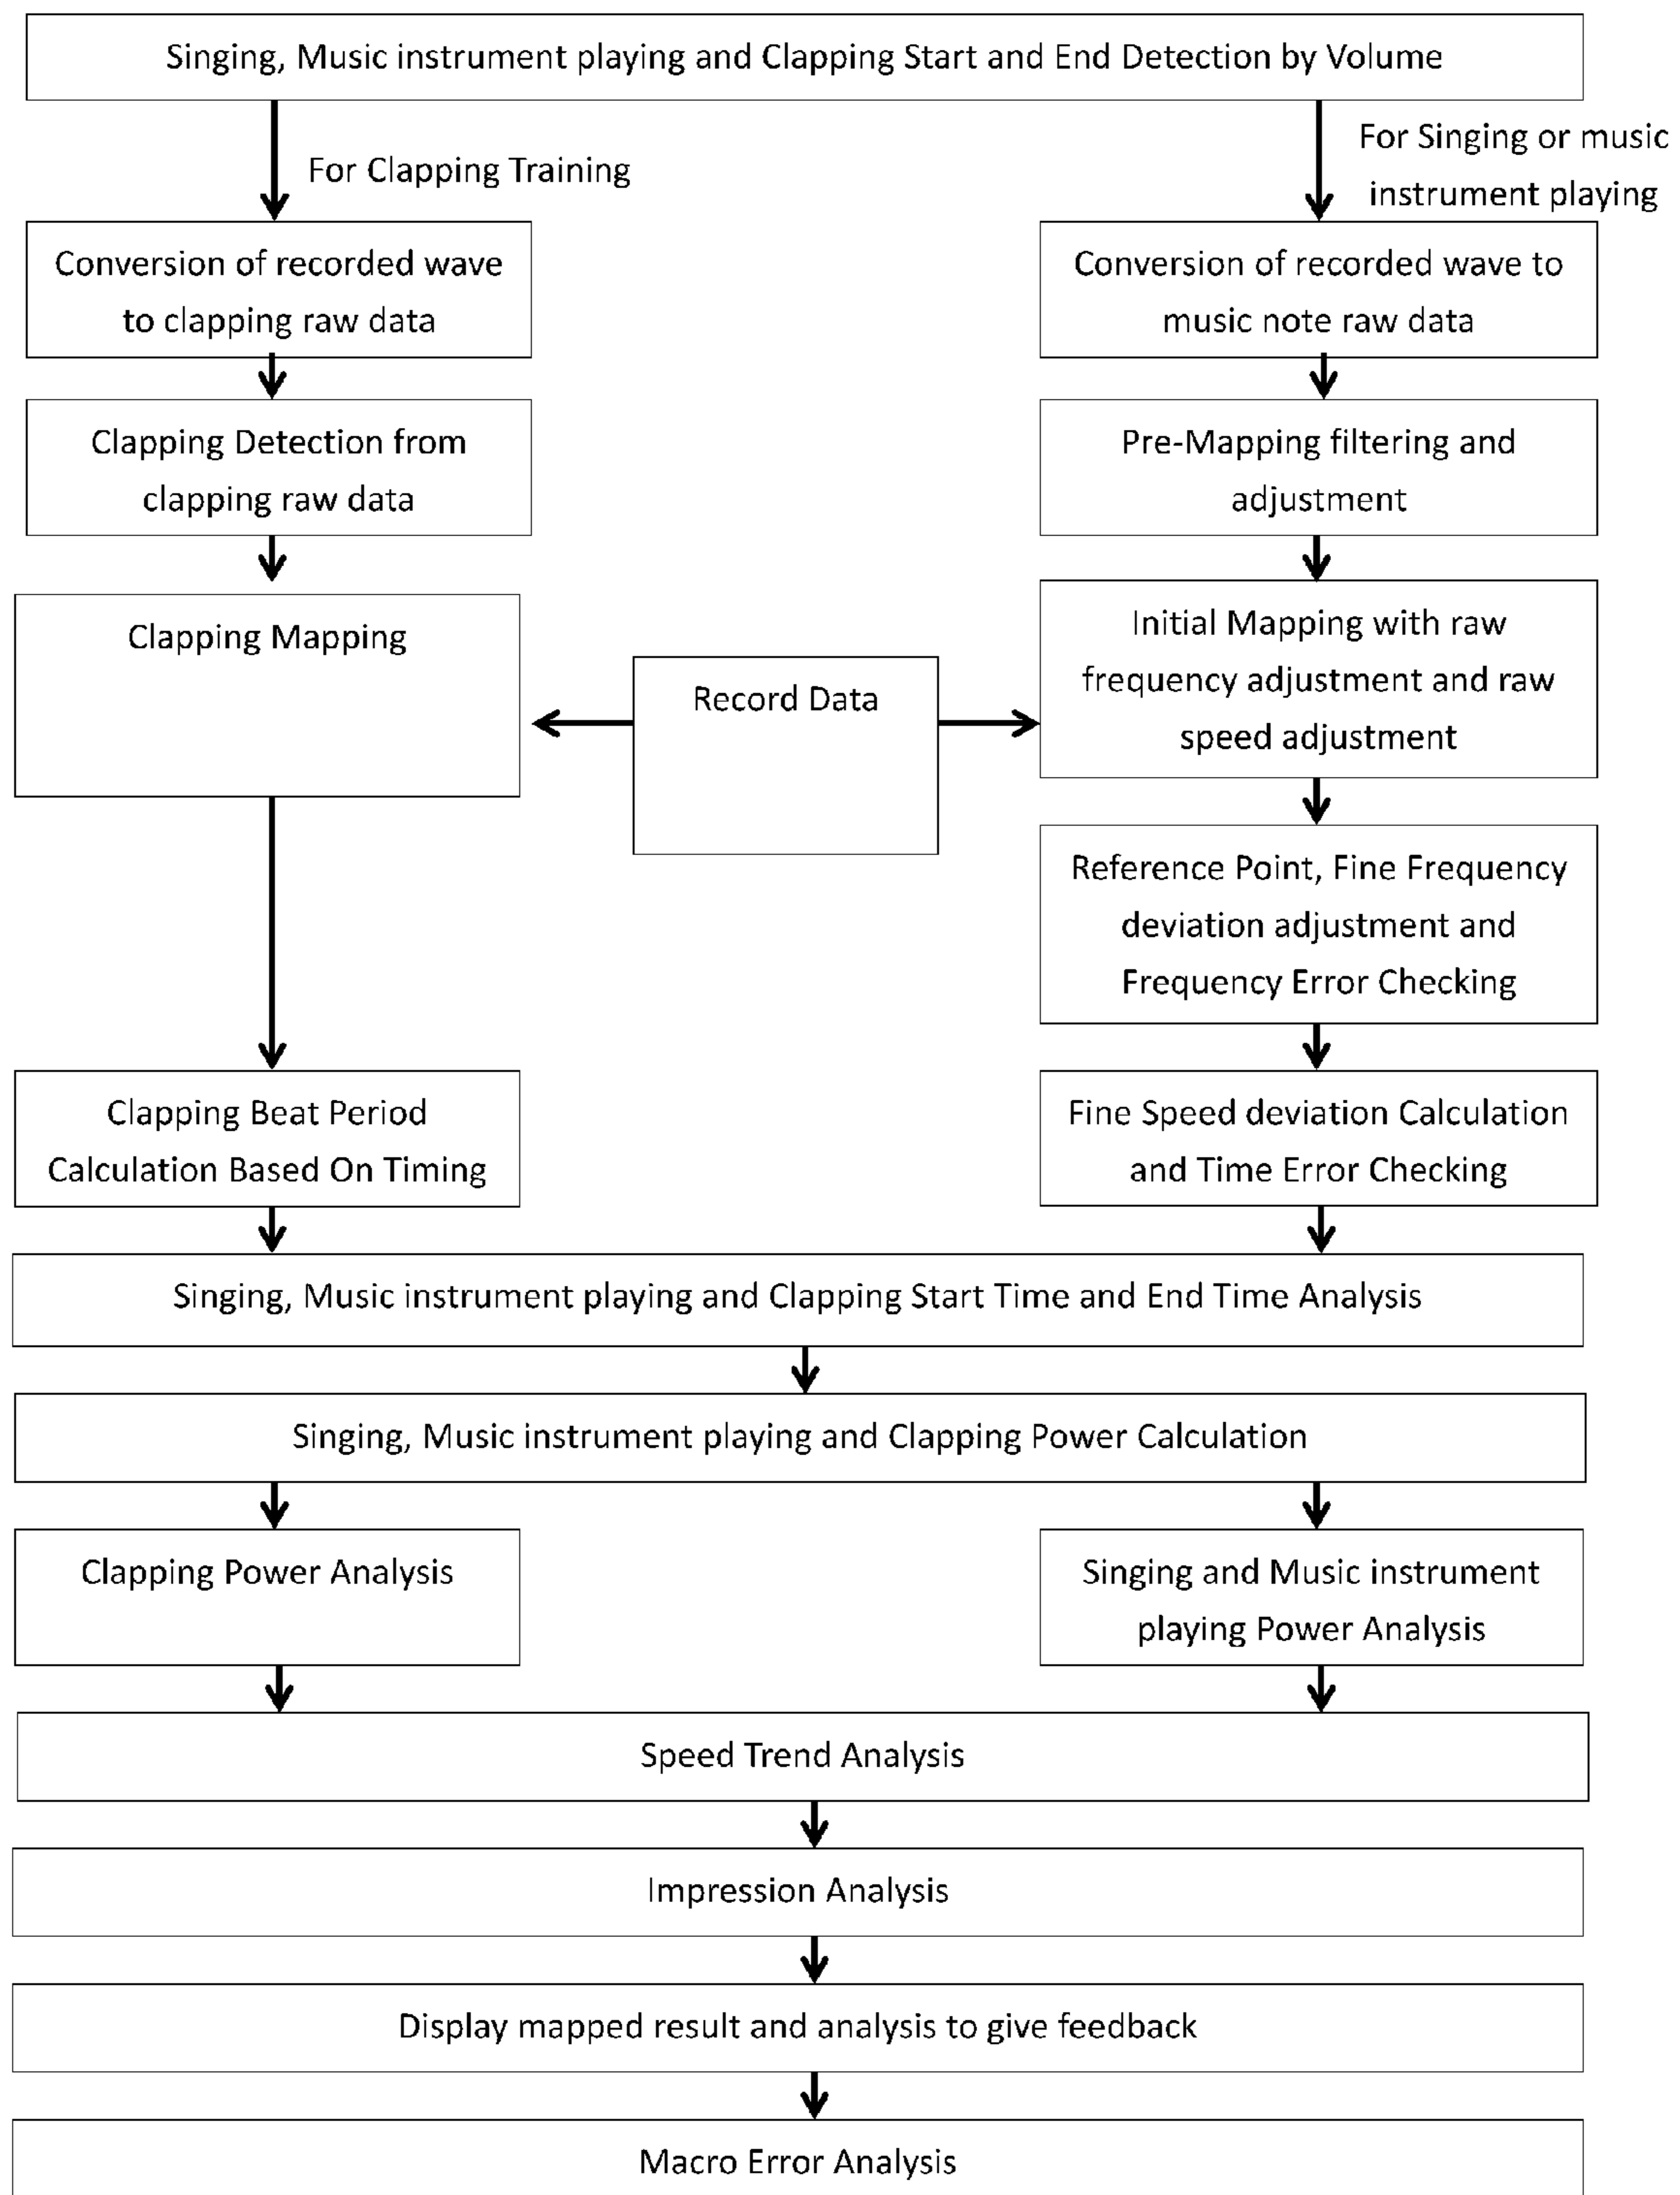 Singing, Music instrument playing and Clapping Start and End Detection by Volume
For Clapping Training
For Singing or music
instrument playing
Conversion of recorded wave
to clapping raw data
Conversion of recorded wave to
music note raw data
Clapping Detection from
clapping raw data
Pre-Mapping filtering and
adjustment
Clapping Mapping
Record Data
Initial Mapping with raw
frequency adjustment and raw
speed adjustment
Reference Point, Fine Frequency
deviation adjustment and
Frequency Error Checking
Clapping Beat Period
Calculation Based On Timing
Fine Speed deviation Calculation
and Time Error Checking
Singing, Music instrument playing and Clapping Start Time and End Time Analysis
Singing, Music instrument playing and Clapping Power Calculation
Clapping Power Analysis
Singing and Music instrument
playing Power Analysis
Speed Trend Analysis
Impression Analysis
Display mapped result and analysis to give feedback
Macro Error Analysis